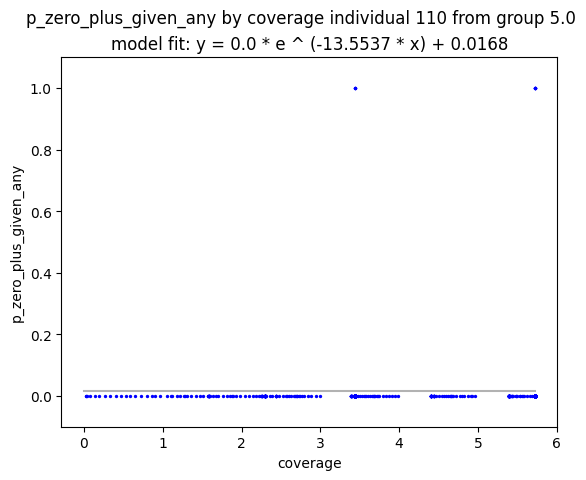 p_zero_plus_given_any by coverage individual 110 from group 5.0
model fit: y = 0.0 * e ^ (-13.5537 * x) + 0.0168
1.0
0.8
0.6
0.4
0.2
0.0
p_zero_plus_given_any
0 1 2 3 4 5 6
coverage